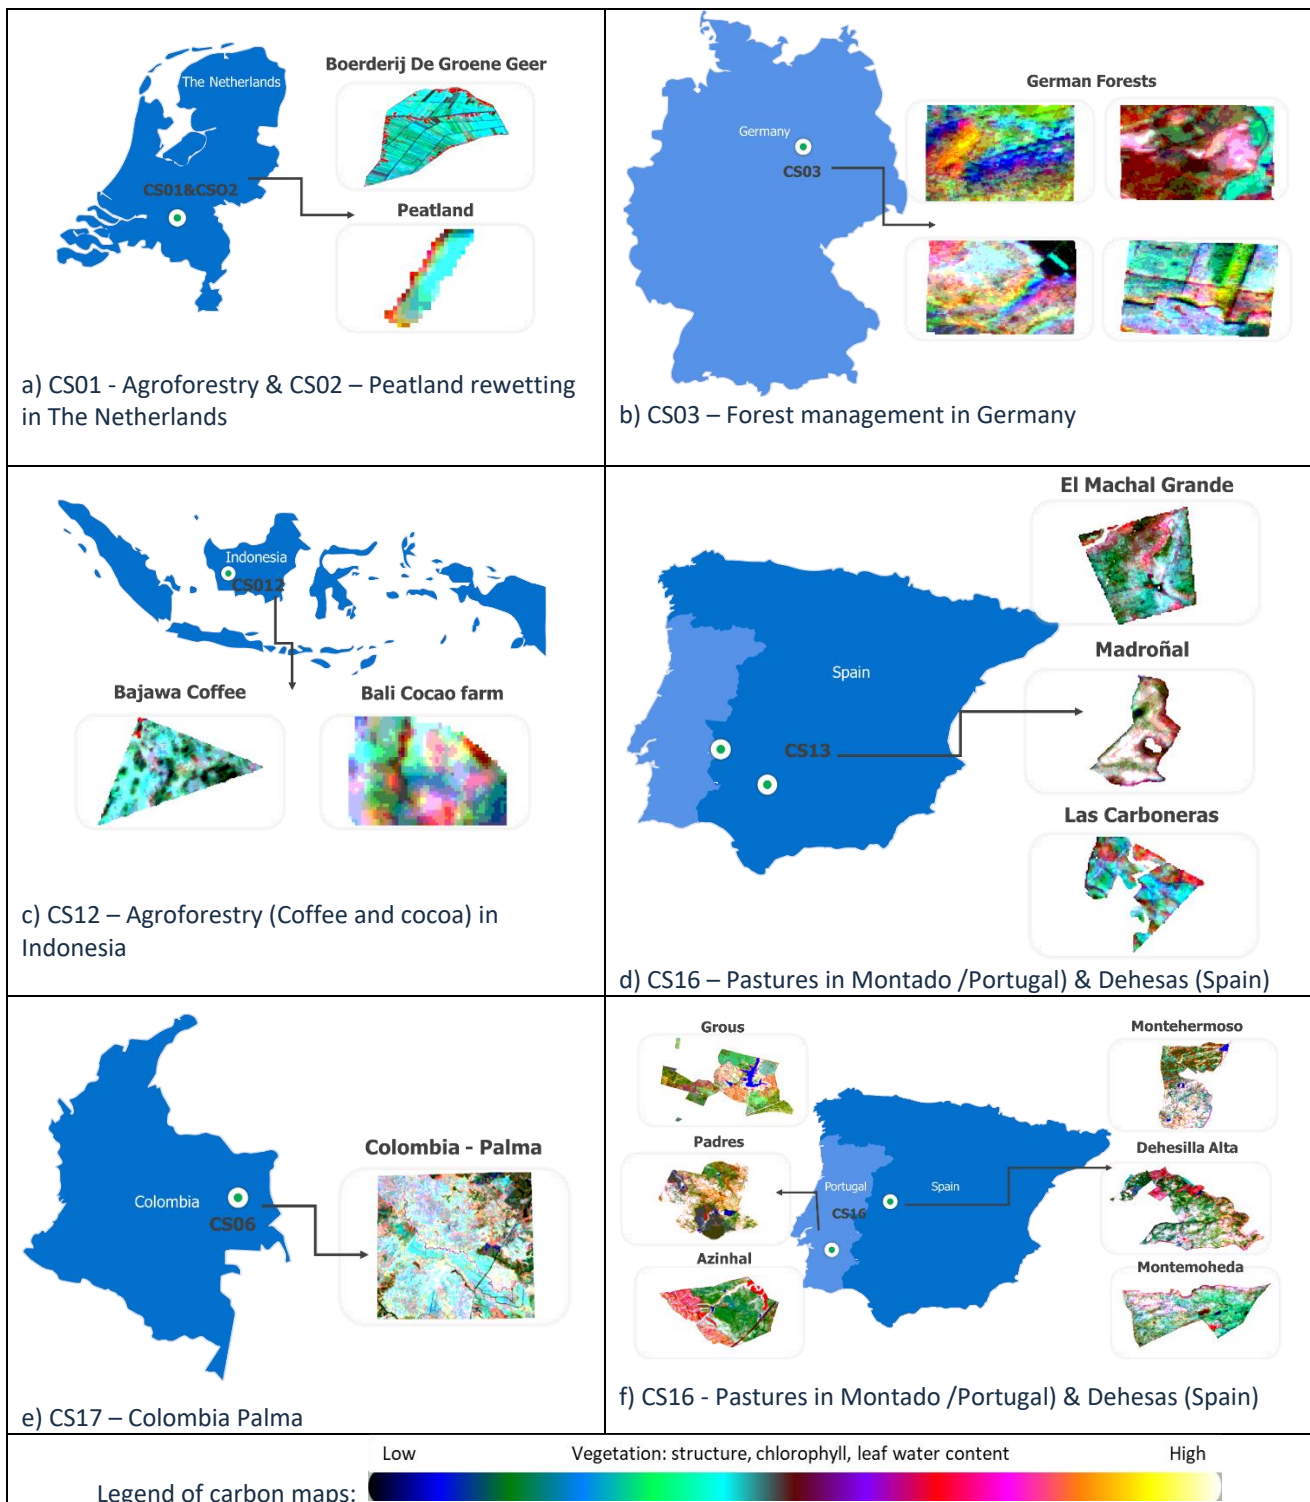 The Netherlands
Boerderij De Groene Geer
CS01&CSO2
Peatland
a) CS01 - Agroforestry & CS02 – Peatland rewetting
in The Netherlands
German Forests
Germany
CS03
b) CS03 – Forest management in Germany
Indonesia
CS012
Bajawa Coffee
Bali Cocao farm
c) CS12 – Agroforestry (Coffee and cocoa) in
Indonesia
El Machal Grande
Spain
Madroñal
CS13
Las Carboneras
d) CS16 – Pastures in Montado /Portugal) & Dehesas (Spain)
Colombia - Palma
Colombia
CS06
e) CS17 – Colombia Palma
Grous
Montehermoso
Padres
Dehesilla Alta
Portugal
Spain
CS16
Azinhal
Montemoheda
f) CS16 - Pastures in Montado /Portugal) & Dehesas (Spain)
Low
Vegetation: structure, chlorophyll, leaf water content
High
Legend of carbon maps: